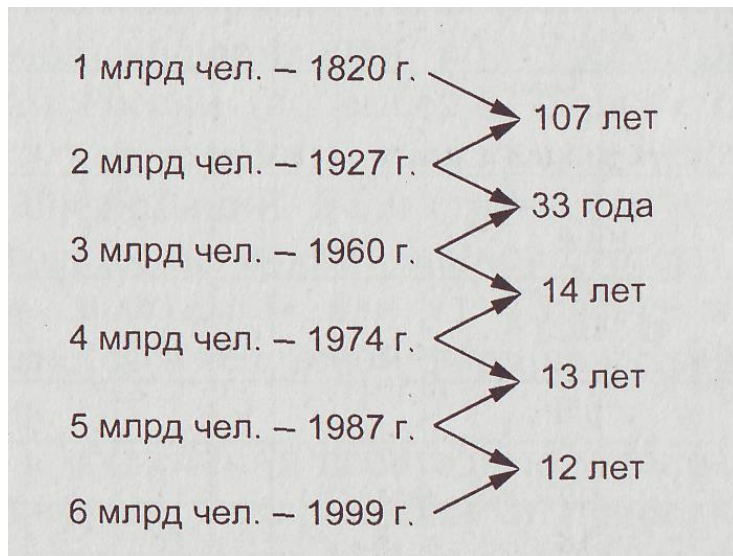 1 млрд чел. – 1820 г.
107 лет
2 млрд чел. – 1927 г.
33 года
3 млрд чел. – 1960 г.
14 лет
4 млрд чел. – 1974 г.
13 лет
5 млрд чел. – 1987 г.
12 лет
6 млрд чел. – 1999 г.